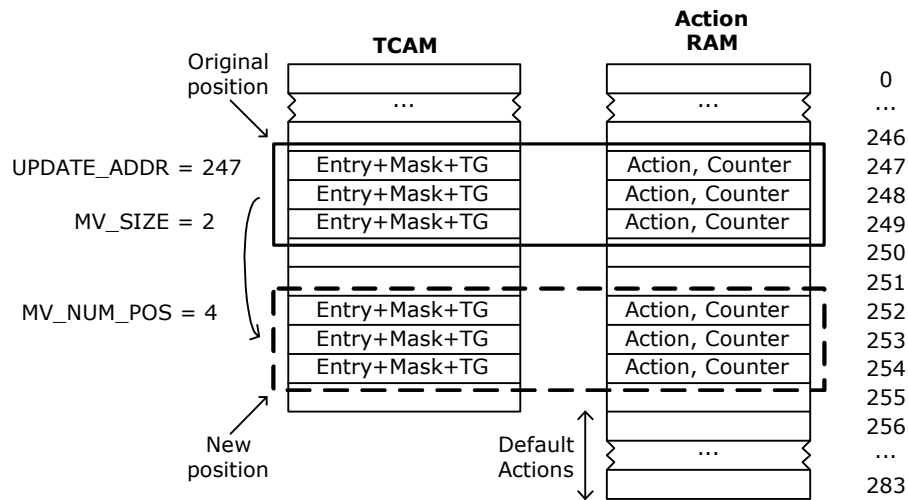 Action
TCAM RAM
Original
position
0
... ... ...
246
UPDATE_ADDR = 247 Entry+Mask+TG Action, Counter 247
Entry+Mask+TG Action, Counter 248
MV_SIZE = 2 Entry+Mask+TG Action, Counter 249
250
251
MV_NUM_POS = 4 Entry+Mask+TG Action, Counter 252
Entry+Mask+TG Action, Counter 253
Entry+Mask+TG Action, Counter 254
255
256
New
position
Default
Actions
... ...
283